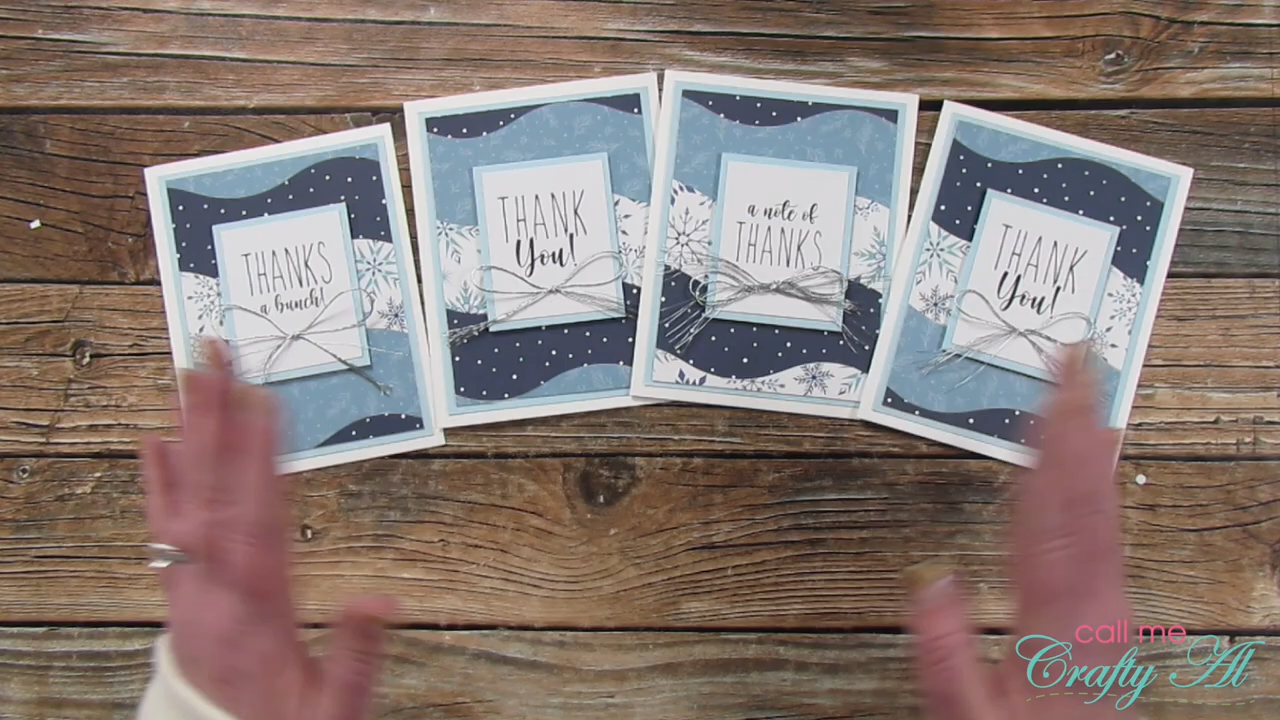 THANKS
a bunch!
THANK
You!
a note of
THANKS
THANK
You!
call me
Crafty Al